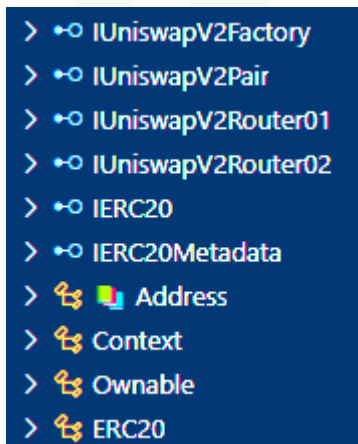 IUniswapV2Factory
IUniswapV2Pair
IUniswapV2Router01
IUniswapV2Router02
IERC20
IERC20Metadata
Address
Context
Ownable
ERC20